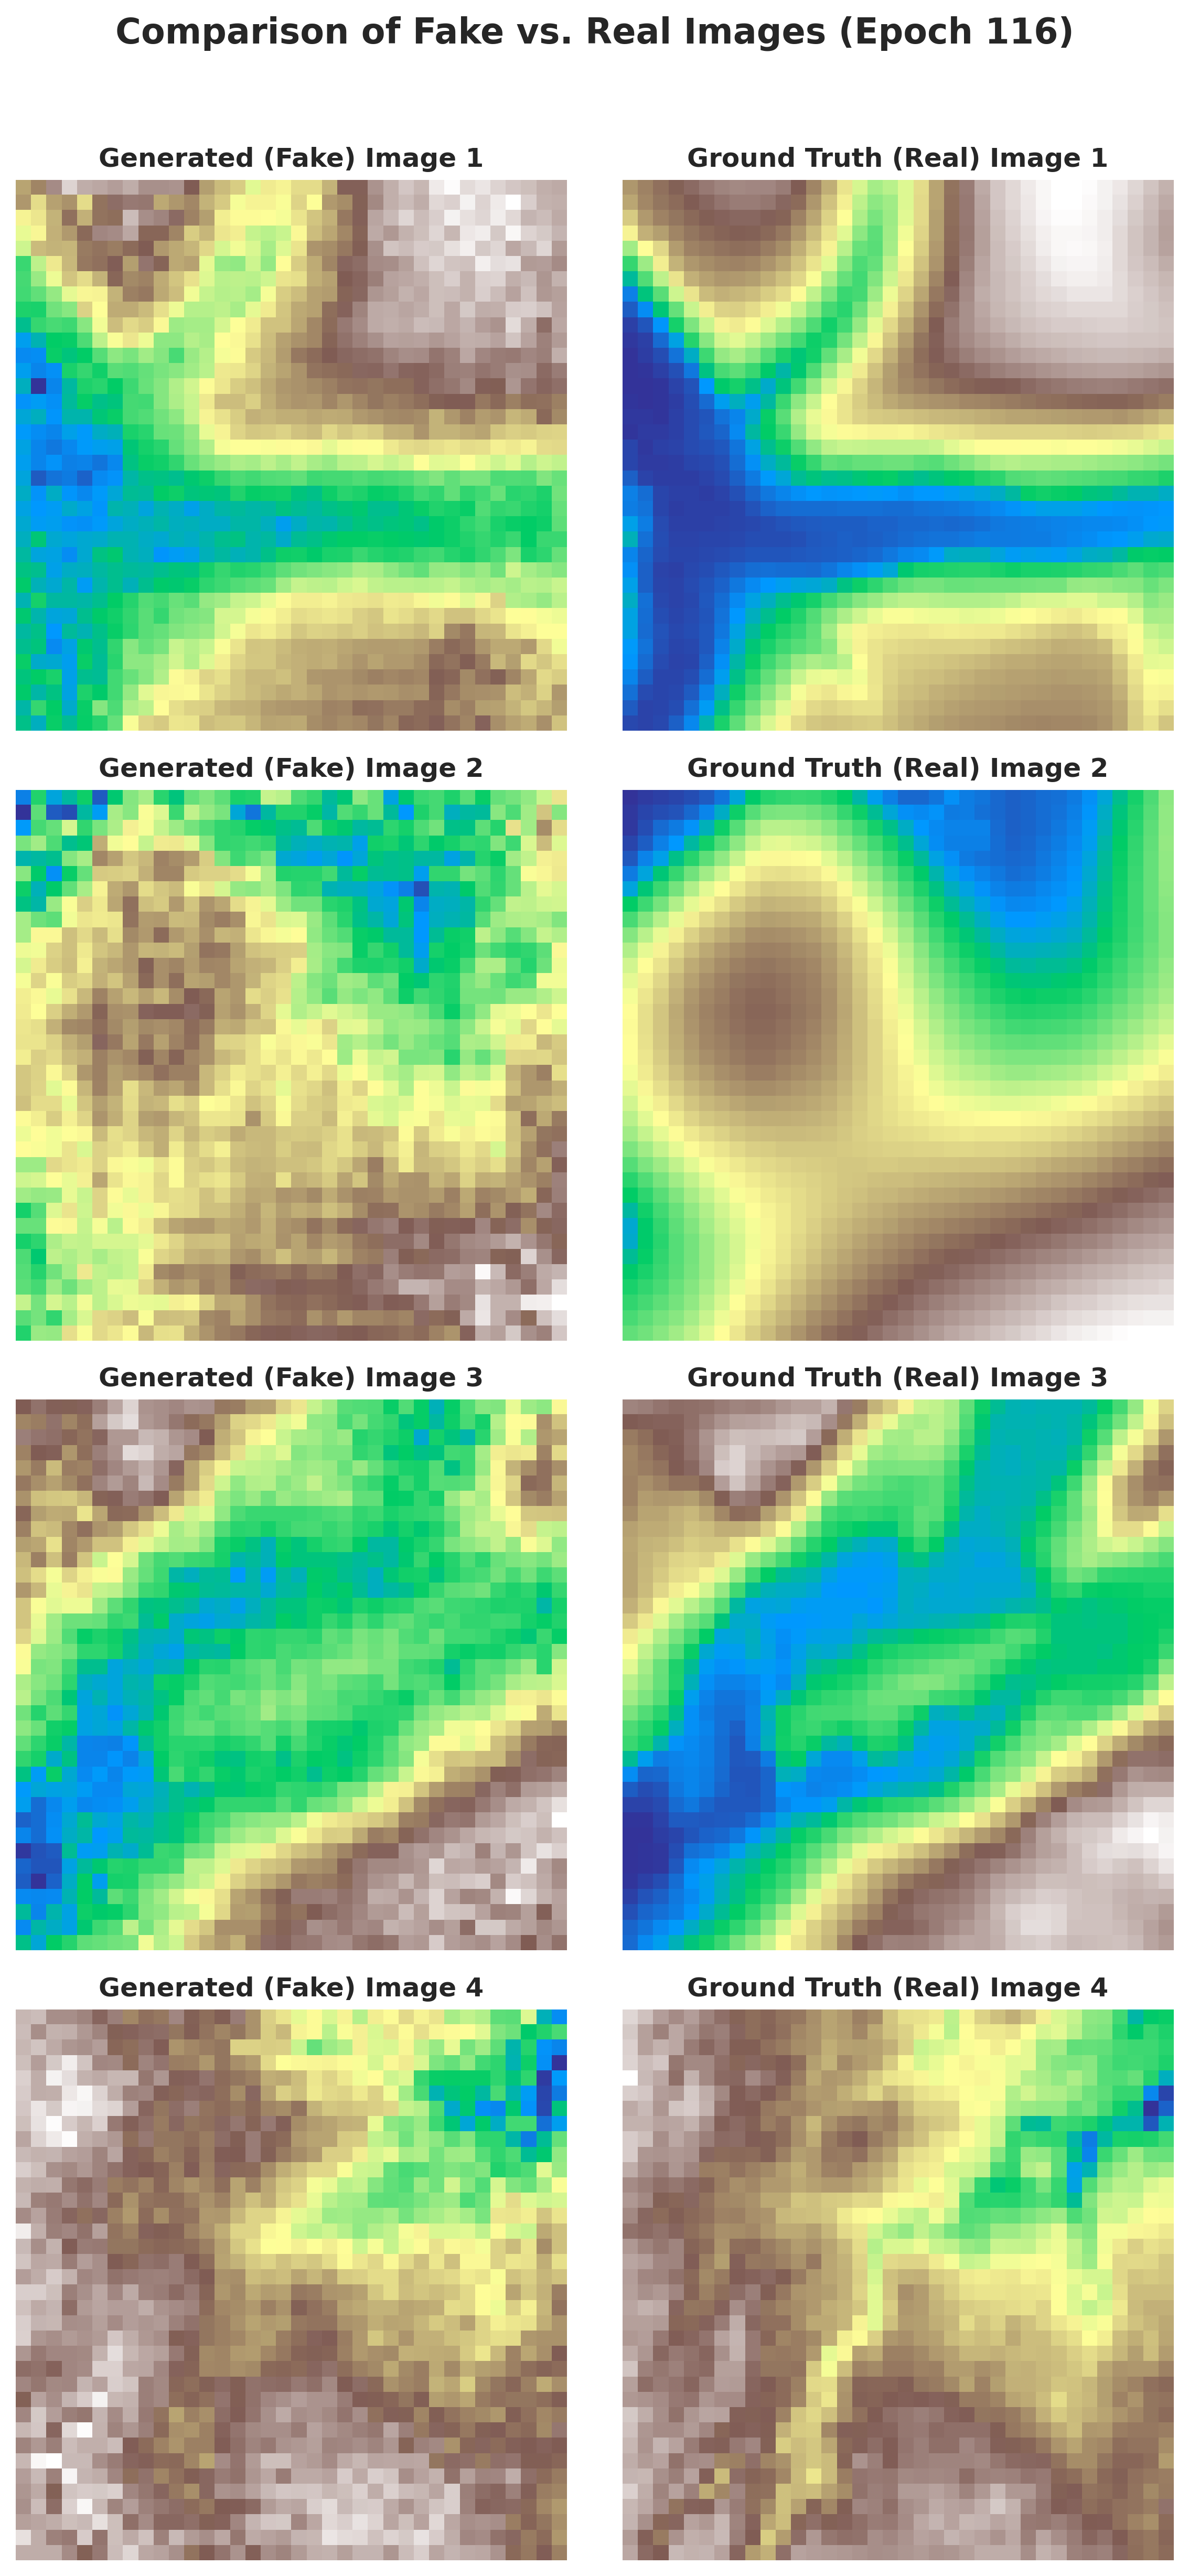 Comparison of Fake vs. Real Images (Epoch 116)
Generated (Fake) Image 1
Ground Truth (Real) Image 1
Generated (Fake) Image 2
Ground Truth (Real) Image 2
Generated (Fake) Image 3
Ground Truth (Real) Image 3
Generated (Fake) Image 4
Ground Truth (Real) Image 4